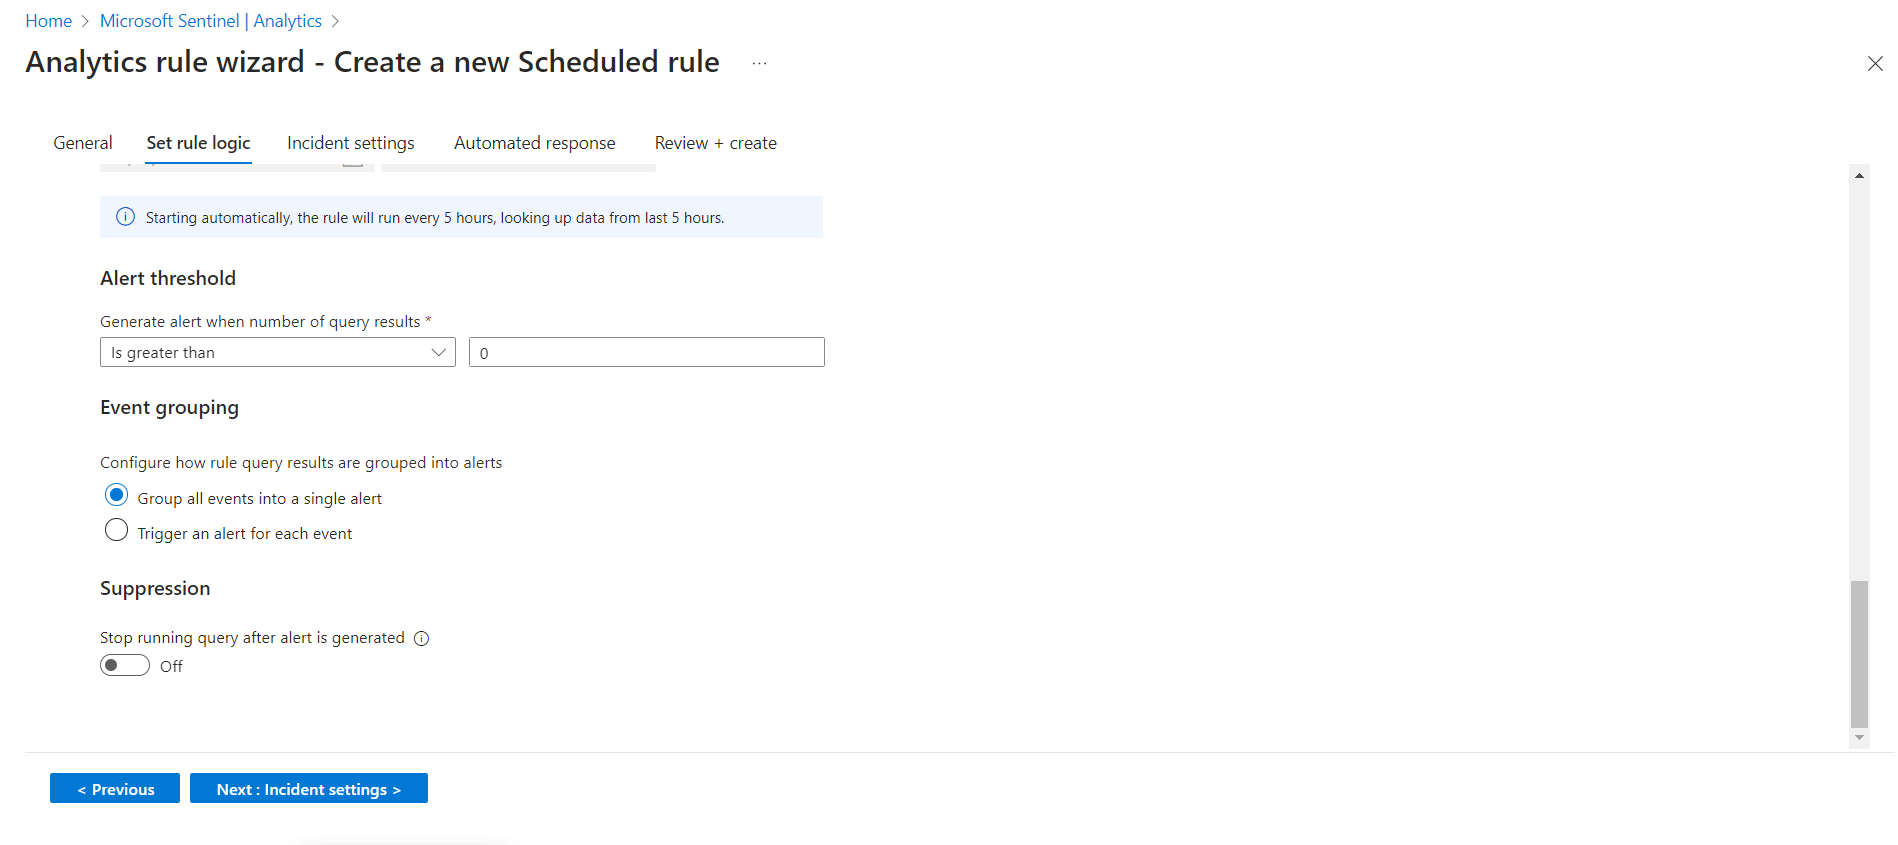 Home > Microsoft Sentinel | Analytics >
Analytics rule wizard - Create a new Scheduled rule ...
General Set rule logic Incident settings Automated response Review + create
Starting automatically, the rule will run every 5 hours, looking up data from last 5 hours.
Alert threshold
Generate alert when number of query results *
Is greater than 0
Event grouping
Configure how rule query results are grouped into alerts
Group all events into a single alert
Trigger an alert for each event
Suppression
Stop running query after alert is generated
Off
< Previous Next : Incident settings >